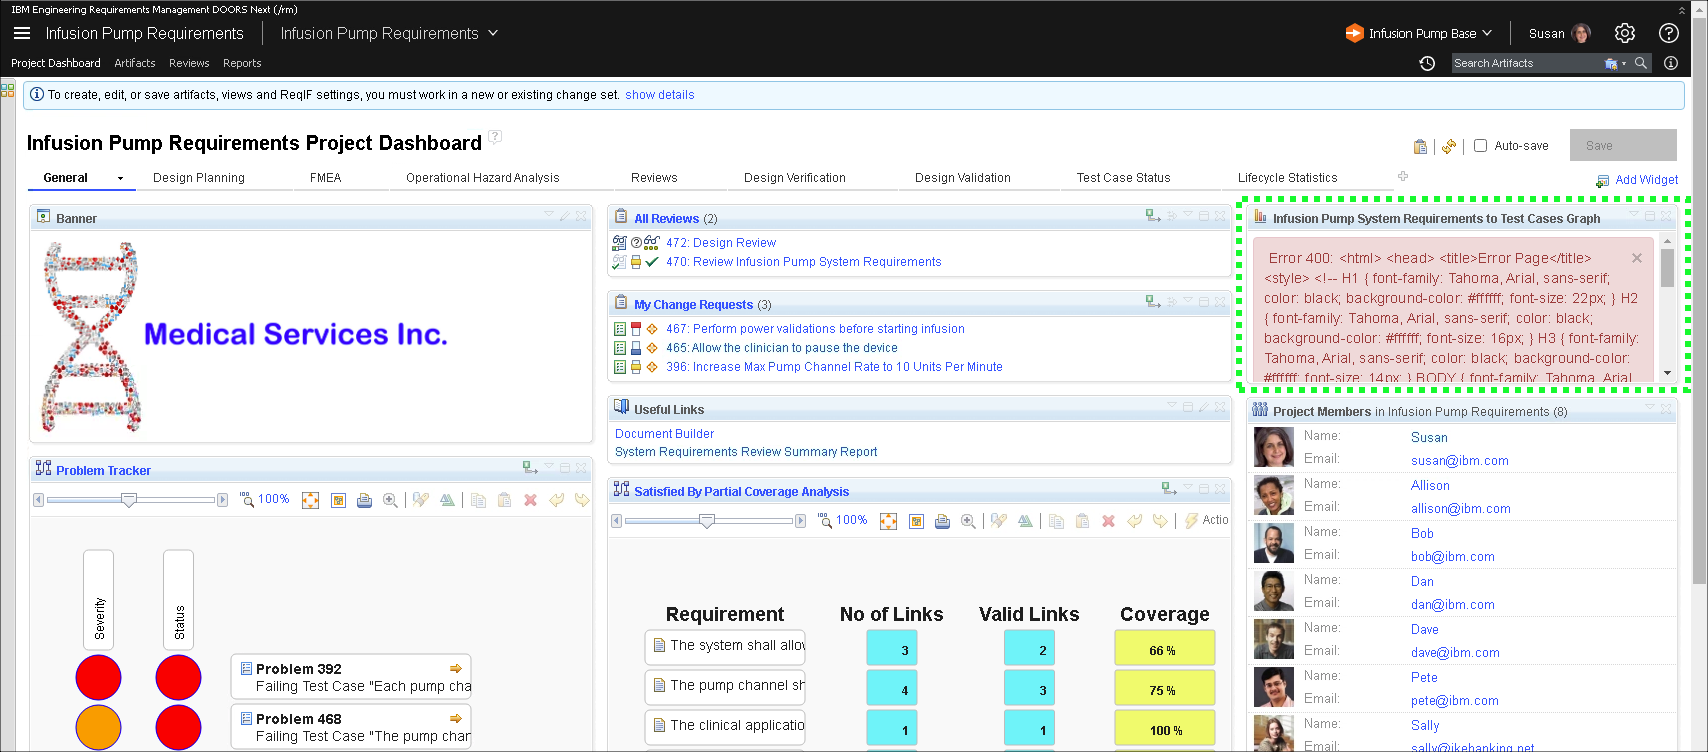 IBM Engineering Requirements Management DOORS Next (/rm)
Infusion Pump Requirements
Infusion Pump Requirements
Infusion Pump Base
Susan
Project Dashboard
Artifacts
Reviews
Reports
Search Artifacts
To create, edit, or save artifacts, views and ReqIF settings, you must work in a new or existing change set. show details
Infusion Pump Requirements Project Dashboard
Auto-save
Save
General
Design Planning
FMEA
Operational Hazard Analysis
Reviews
Design Verification
Design Validation
Test Case Status
Lifecycle Statistics
Add Widget
Banner
Medical Services Inc.
Problem Tracker
100%
Severity
Status
Problem 392
Failing Test Case "Each pump cha
Problem 468
Failing Test Case "The pump char
All Reviews (2)
472: Design Review
470: Review Infusion Pump System Requirements
My Change Requests (3)
467: Perform power validations before starting infusion
465: Allow the clinician to pause the device
396: Increase Max Pump Channel Rate to 10 Units Per Minute
Useful Links
Document Builder
System Requirements Review Summary Report
Satisfied By Partial Coverage Analysis
100%
Actio
Requirement No of Links Valid Links Coverage
The system shall allov 3 2 66 %
The pump channel sh 4 3 75 %
The clinical applicatio 1 1 100 %
Infusion Pump System Requirements to Test Cases Graph
Error 400: <html> <head> <title>Error Page</title>
<style> <!-- H1 { font-family: Tahoma, Arial, sans-serif;
color: black; background-color: #ffffff; font-size: 22px; } H2
{ font-family: Tahoma, Arial, sans-serif; color: black;
background-color: #ffffff; font-size: 16px; } H3 { font-family:
Tahoma, Arial, sans-serif; color: black; background-color:
#ffffff; font-size: 14px; } BODY { font-family: Tahoma, Arial,
Project Members in Infusion Pump Requirements (8)
Name: Susan
Email: susan@ibm.com
Name: Allison
Email: allison@ibm.com
Name: Bob
Email: bob@ibm.com
Name: Dan
Email: dan@ibm.com
Name: Dave
Email: dave@ibm.com
Name: Pete
Email: pete@ibm.com
Name: Sally
Email: sally@jkebanking.net